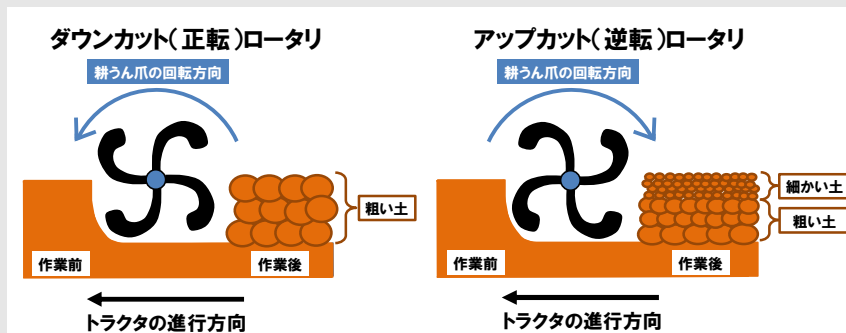 ダウンカット(正転)ロータリ
耕うん爪の回転方向
粗い土
作業前
作業後
トラクタの進行方向
アップカット(逆転)ロータリ
耕うん爪の回転方向
細かい土
粗い土
作業前
作業後
トラクタの進行方向